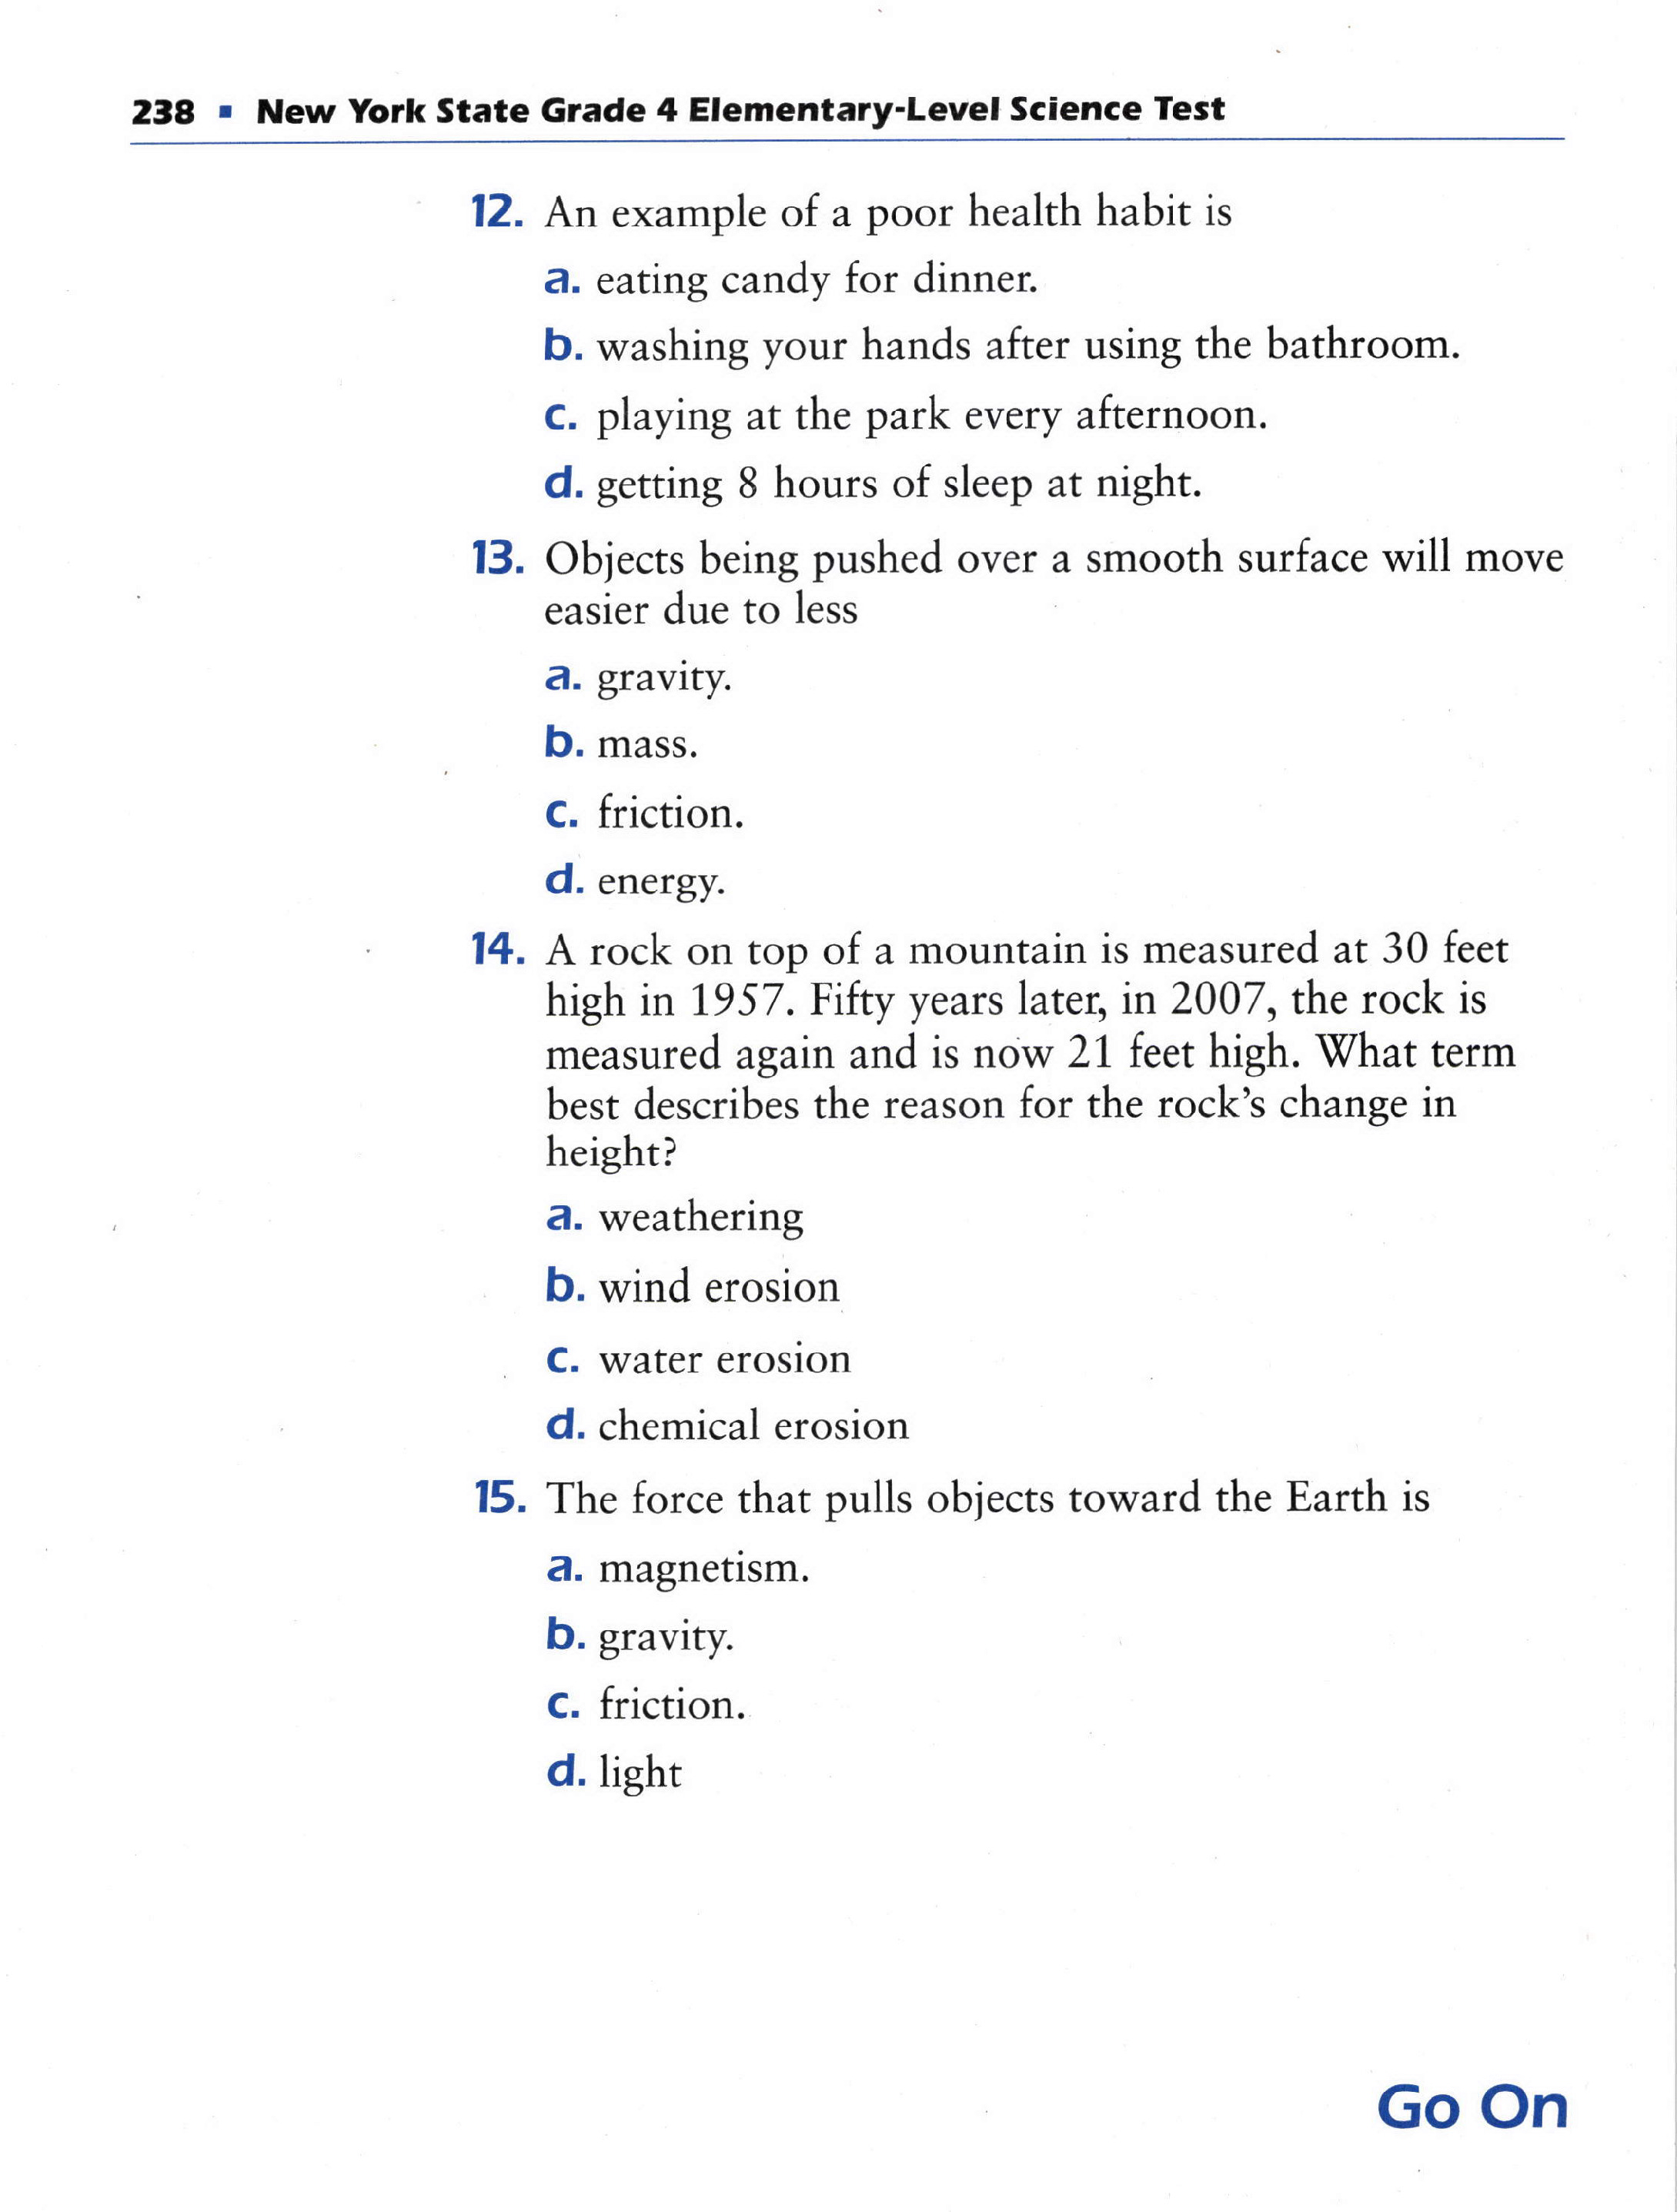 238 ▪ New York State Grade 4 Elementary-Level Science Test
12. An example of a poor health habit is
a. eating candy for dinner.
b. washing your hands after using the bathroom.
c. playing at the park every afternoon.
d. getting 8 hours of sleep at night.
13. Objects being pushed over a smooth surface will move
easier due to less
a. gravity.
b. mass.
c. friction.
d. energy.
14. A rock on top of a mountain is measured at 30 feet
high in 1957. Fifty years later, in 2007, the rock is
measured again and is now 21 feet high. What term
best describes the reason for the rock’s change in
height?
a. weathering
b. wind erosion
c. water erosion
d. chemical erosion
15. The force that pulls objects toward the Earth is
a. magnetism.
b. gravity.
c. friction.
d. light
Go On